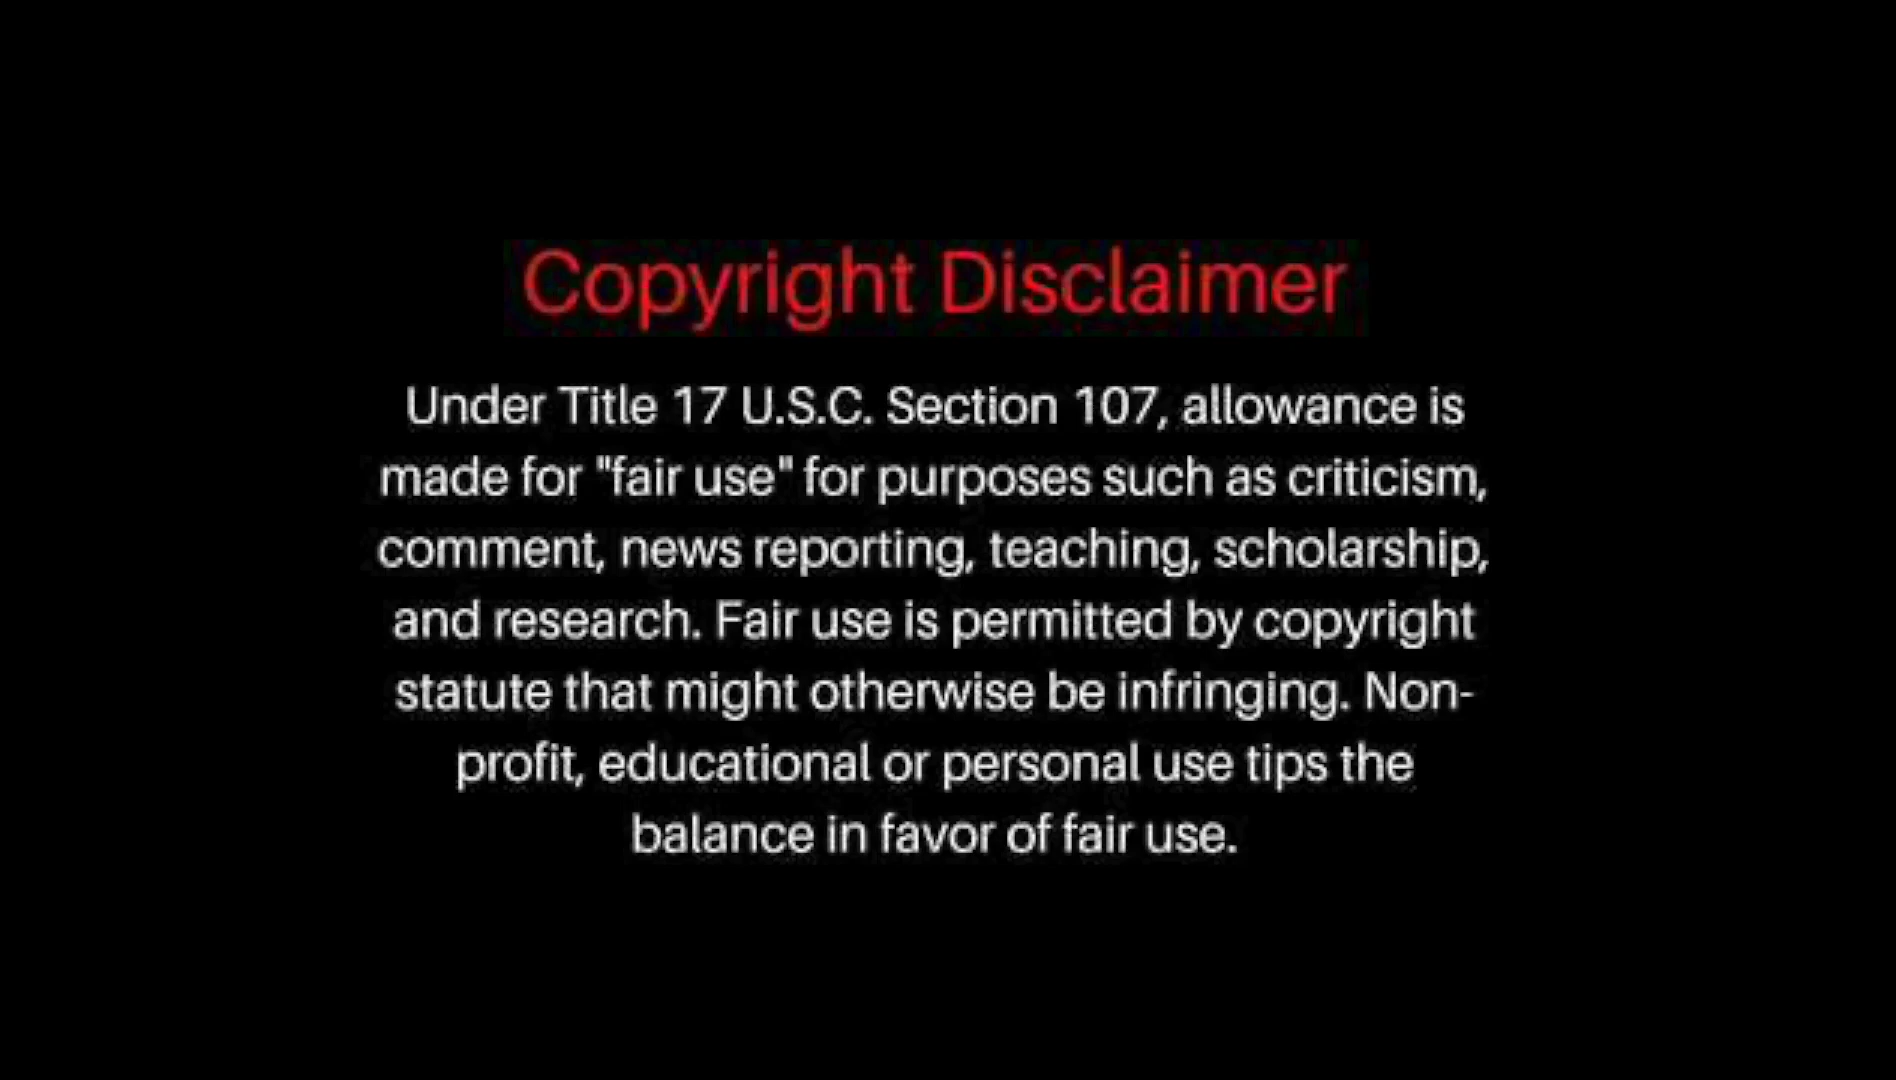 Copyright Disclaimer
Under Title 17 U.S.C. Section 107, allowance is
made for "fair use" for purposes such as criticism,
comment, news reporting, teaching, scholarship,
and research. Fair use is permitted by copyright
statute that might otherwise be infringing. Non-
profit, educational or personal use tips the
balance in favor of fair use.